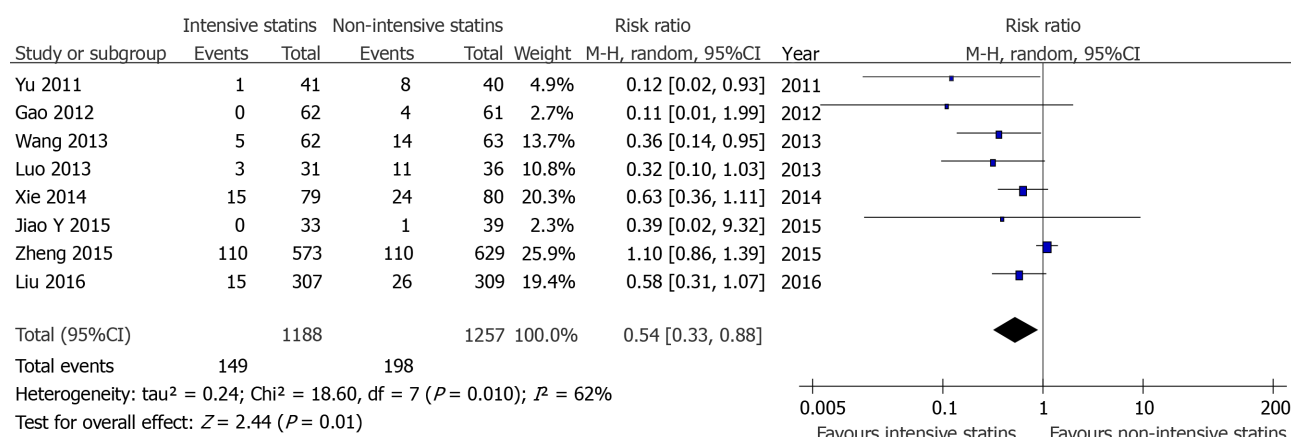 Intensive statins Non-intensive statins Risk ratio Risk ratio
Study or subgroup Events Total Events Total Weight M-H, random, 95%CI Year M-H, random, 95%CI
Yu 2011 1 41 8 40 4.9% 0.12 [0.02, 0.93] 2011
Gao 2012 0 62 4 61 2.7% 0.11 [0.01, 1.99] 2012
Wang 2013 5 62 14 63 13.7% 0.36 [0.14, 0.95] 2013
Luo 2013 3 31 11 36 10.8% 0.32 [0.10, 1.03] 2013
Xie 2014 15 79 24 80 20.3% 0.63 [0.36, 1.11] 2014
Jiao Y 2015 0 33 1 39 2.3% 0.39 [0.02, 9.32] 2015
Zheng 2015 110 573 110 629 25.9% 1.10 [0.86, 1.39] 2015
Liu 2016 15 307 26 309 19.4% 0.58 [0.31, 1.07] 2016
Total (95%CI) 1188 1257 100.0% 0.54 [0.33, 0.88]
Total events 149 198
Heterogeneity: tau² = 0.24; Chi² = 18.60, df = 7 (P = 0.010); I² = 62%
Test for overall effect: Z = 2.44 (P = 0.01)
0.005 0.1 1 10 200
Favours intensive statins Favours non-intensive statins